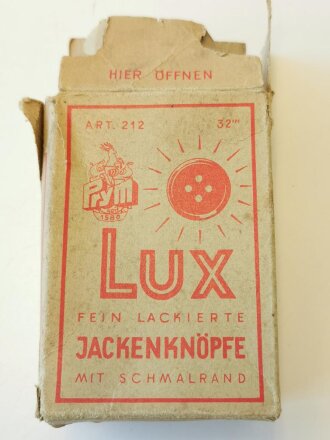 HIER ÖFFNEN
ART. 212 32'''
Prym
1530
LUX
FEIN LACKIERTE
JACKENKNÖPFE
MIT SCHMALRAND